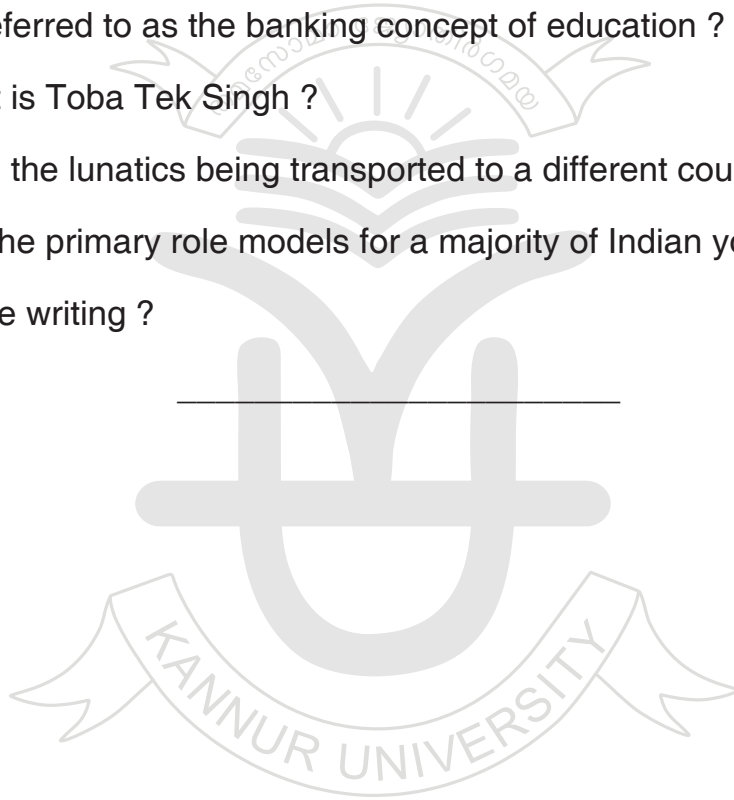 eferred to as the banking concept of education ?
t is Toba Tek Singh ?
the lunatics being transported to a different cou
he primary role models for a majority of Indian yo
e writing ?
KANNUR UNIVERSITY